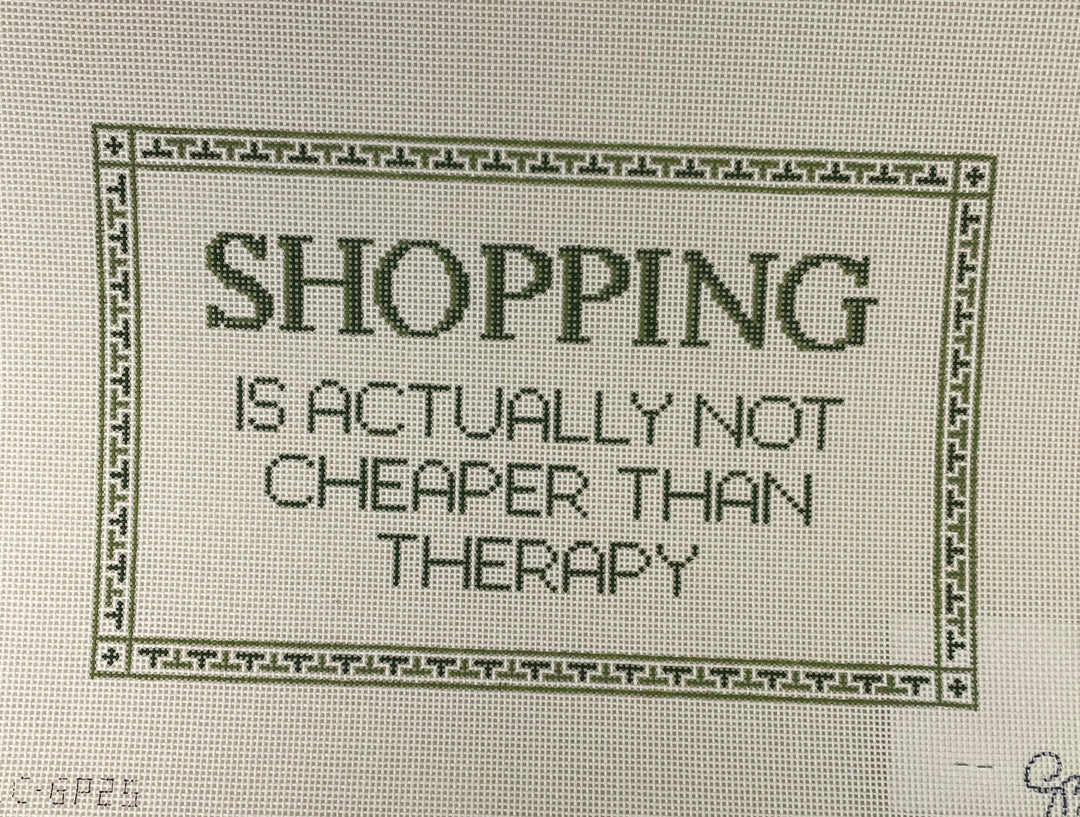 SHOPPING
IS ACTUALLY NOT
CHEAPER THAN
THERAPY
C-GP25